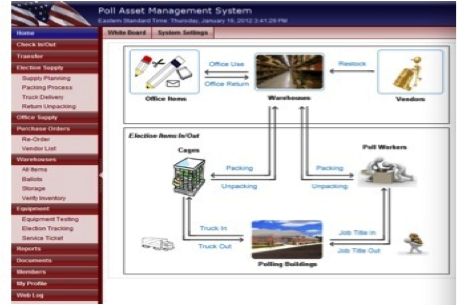 Poll Asset Management System
Eastern Standard Time: Thursday, January 19, 2012 3:41:29 PM
Home
White Board
System Settings
Check In/Out
Transfer
Election Supply
Supply Planning
Packing Process
Truck Delivery
Return Unpacking
Office Supply
Purchase Orders
Re-Order
Vendor List
Warehouses
All Items
Ballots
Storage
Verify Inventory
Equipment
Equipment Testing
Election Tracking
Service Ticket
Reports
Documents
Members
My Profile
Web Log
Office Use
Office Return
Restock
Office Items
Warehouses
Vendors
Election Items In/Out
Cages
Poll Workers
Packing
Packing
Unpacking
Unpacking
Truck In
Truck Out
Job Title In
Job Title Out
Polling Buildings